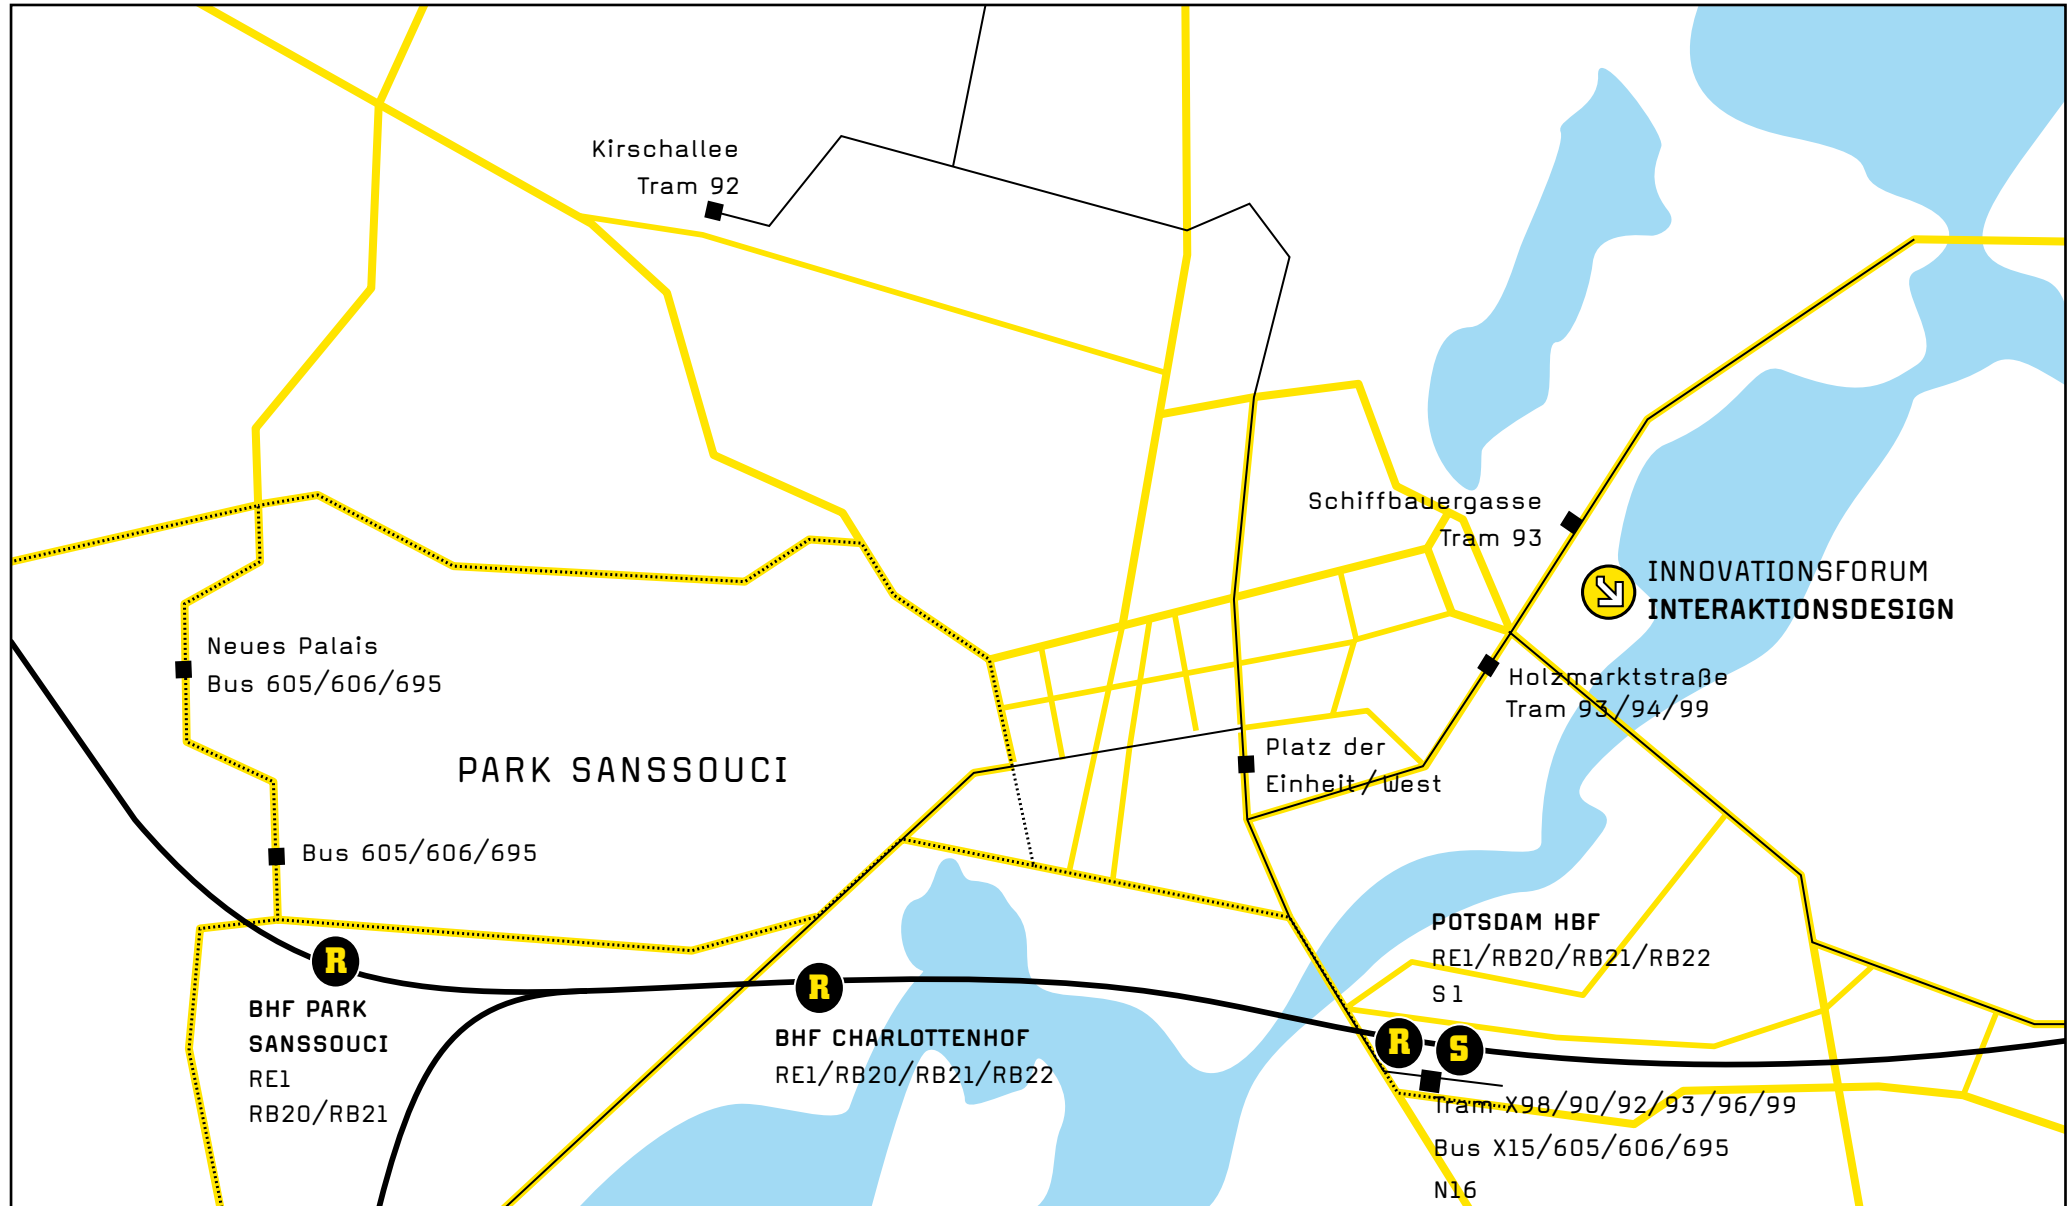 Kirschallee
Tram 92
Schiffbauergasse
Tram 93
INNOVATIONSFORUM
INTERAKTIONSDESIGN
Neues Palais
Bus 605/606/695
Holzmarktstraße
Tram 93/94/99
PARK SANSSOUCI
Platz der
Einheit/West
Bus 605/606/695
POTSDAM HBF
RE1/RB20/RB21/RB22
S1
R
BHF PARK
SANSSOUCI
RE1
RB20/RB21
R
BHF CHARLOTTENHOF
RE1/RB20/RB21/RB22
R
S
Tram X98/90/92/93/96/99
Bus X15/605/606/695
N16